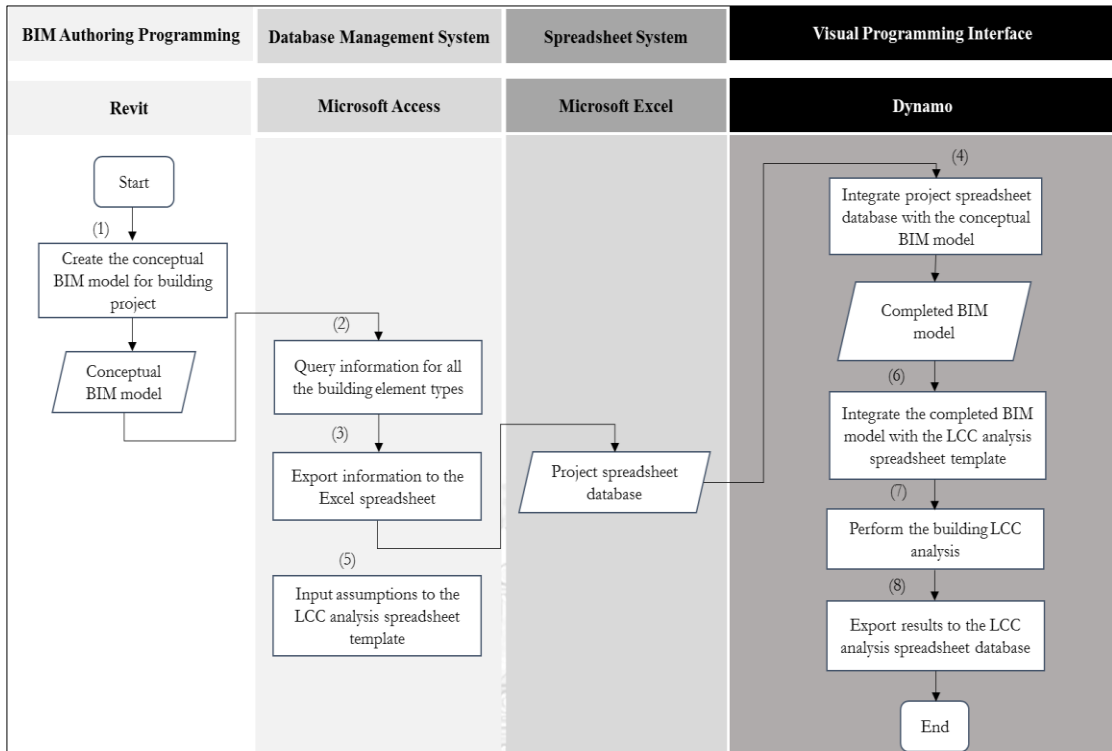 BIM Authoring Programming
Database Management System
Spreadsheet System
Visual Programming Interface
Revit
Microsoft Access
Microsoft Excel
Dynamo
Start
(1)
Create the conceptual
BIM model for building
project
Conceptual
BIM model
(2)
Query information for all
the building element types
(3)
Export information to the
Excel spreadsheet
(5)
Input assumptions to the
LCC analysis spreadsheet
template
Project spreadsheet
database
(4)
Integrate project spreadsheet
database with the conceptual
BIM model
Completed BIM
model
(6)
Integrate the completed BIM
model with the LCC analysis
spreadsheet template
(7)
Perform the building LCC
analysis
(8)
Export results to the LCC
analysis spreadsheet database
End